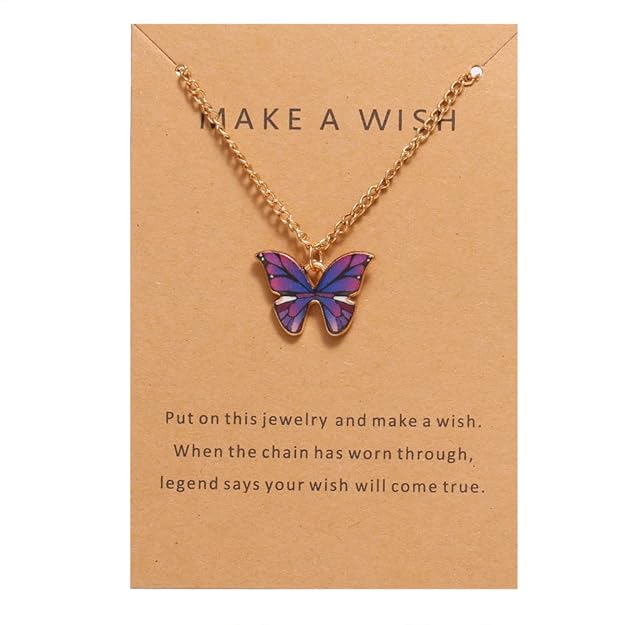 MAKE A WISH
Put on this jewelry and make a wish.
When the chain has worn through,
legend says your wish will come true.